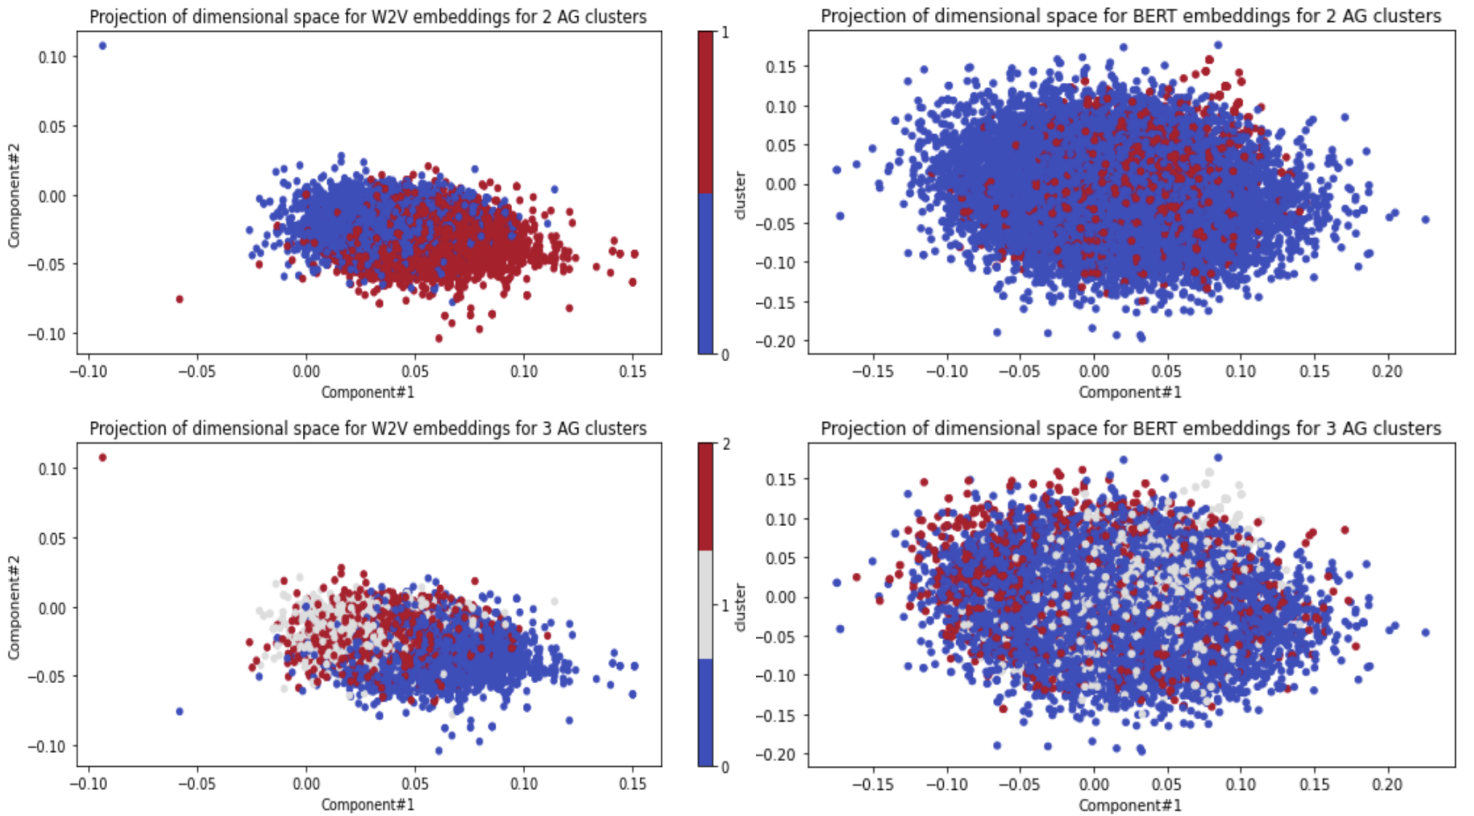 Projection of dimensional space for W2V embeddings for 2 AG clusters
0.10
0.05
0.00
−0.05
−0.10
Component#2
−0.10 −0.05 0.00 0.05 0.10 0.15
Component#1
1
0
cluster
Projection of dimensional space for BERT embeddings for 2 AG clusters
0.15
0.10
0.05
0.00
−0.05
−0.10
−0.15
−0.20
−0.15 −0.10 −0.05 0.00 0.05 0.10 0.15 0.20
Component#1
Projection of dimensional space for W2V embeddings for 3 AG clusters
0.10
0.05
0.00
−0.05
−0.10
Component#2
−0.10 −0.05 0.00 0.05 0.10 0.15
Component#1
2
1
0
cluster
Projection of dimensional space for BERT embeddings for 3 AG clusters
0.15
0.10
0.05
0.00
−0.05
−0.10
−0.15
−0.20
−0.15 −0.10 −0.05 0.00 0.05 0.10 0.15 0.20
Component#1